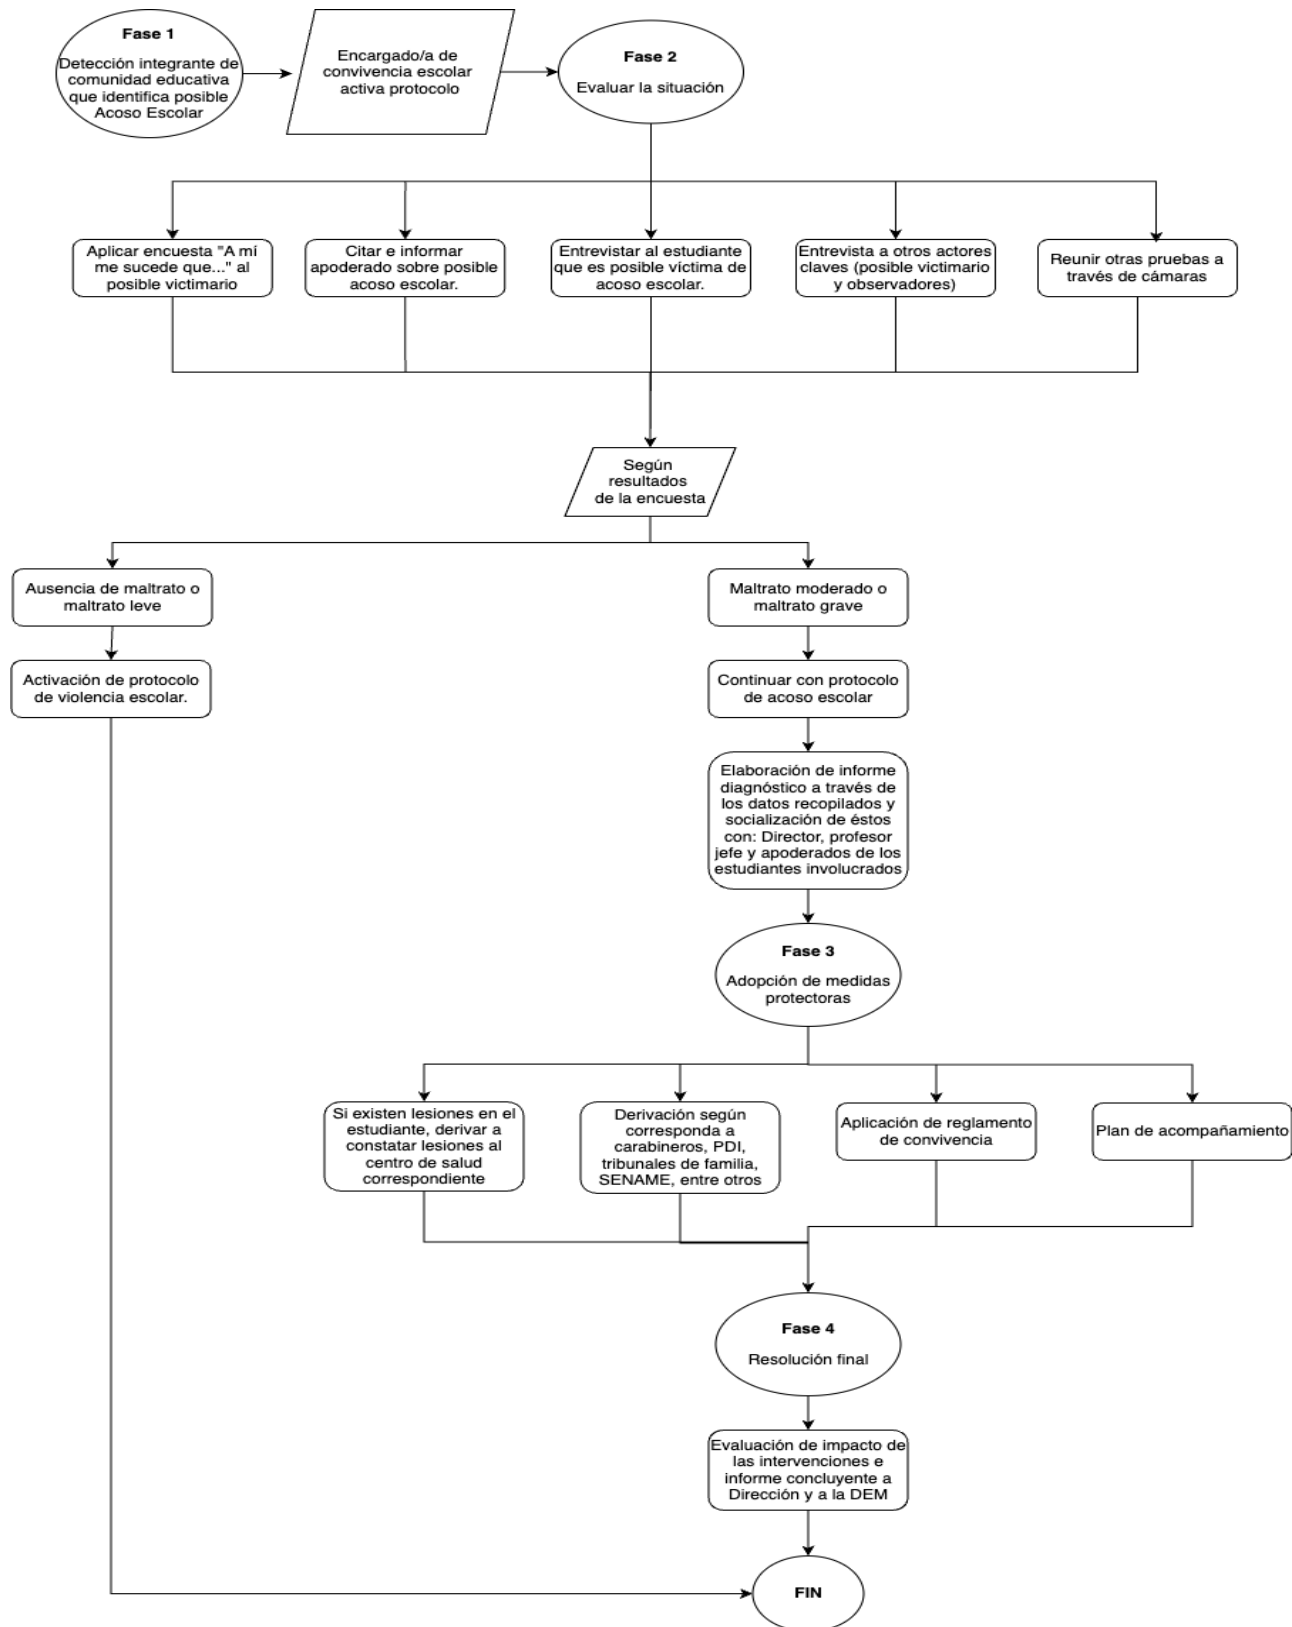 Fase 1
Detección integrante de
comunidad educativa
que identifica posible
Acoso Escolar
Encargado/a de
convivencia escolar
activa protocolo
Fase 2
Evaluar la situación
Aplicar encuesta "A mí
me sucede que..." al
posible victimario
Citar e informar
apoderado sobre posible
acoso escolar.
Entrevistar al estudiante
que es posible víctima de
acoso escolar.
Entrevista a otros actores
claves (posible victimario
y observadores)
Reunir otras pruebas a
través de cámaras
Según
resultados
de la encuesta
Ausencia de maltrato o
maltrato leve
Maltrato moderado o
maltrato grave
Activación de protocolo
de violencia escolar.
Continuar con protocolo
de acoso escolar
Elaboración de informe
diagnóstico a través de
los datos recopilados y
socialización de éstos
con: Director, profesor
jefe y apoderados de los
estudiantes involucrados
Fase 3
Adopción de medidas
protectoras
Si existen lesiones en el
estudiante, derivar a
constatar lesiones al
centro de salud
correspondiente
Derivación según
corresponda a
carabineros, PDI,
tribunales de familia,
SENAME, entre otros
Aplicación de reglamento
de convivencia
Plan de acompañamiento
Fase 4
Resolución final
Evaluación de impacto de
las intervenciones e
informe concluyente a
Dirección y a la DEM
FIN